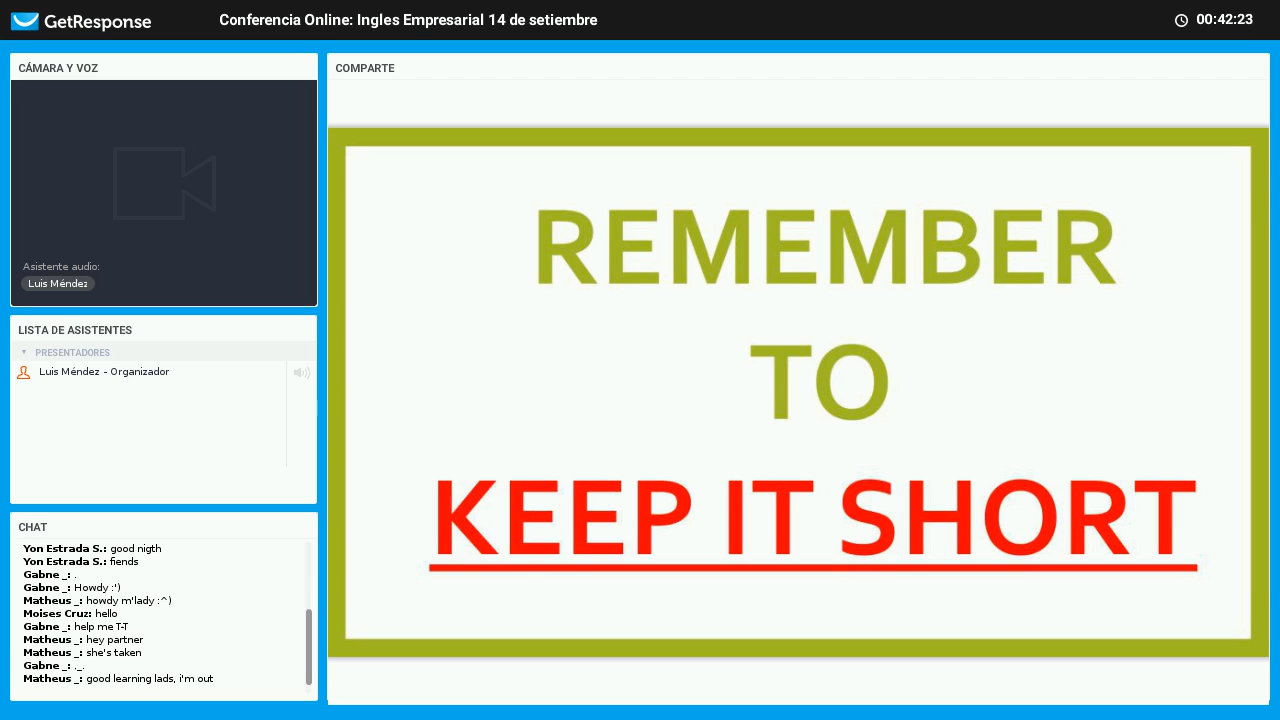 GetResponse
Conferencia Online: Ingles Empresarial 14 de setiembre
00:42:23
CÁMARA Y VOZ
Asistente audio:
Luis Méndez
LISTA DE ASISTENTES
PRESENTADORES
Luis Méndez - Organizador
CHAT
Yon Estrada S.: good nigth
Yon Estrada S.: fiends
Gabne _: .
Gabne _: Howdy :')
Matheus _: howdy m'lady :^)
Moises Cruz: hello
Gabne _: help me T-T
Matheus _: hey partner
Matheus _: she's taken
Gabne _: ._.
Matheus _: good learning lads, i'm out
COMPARTE
REMEMBER
TO
KEEP IT SHORT